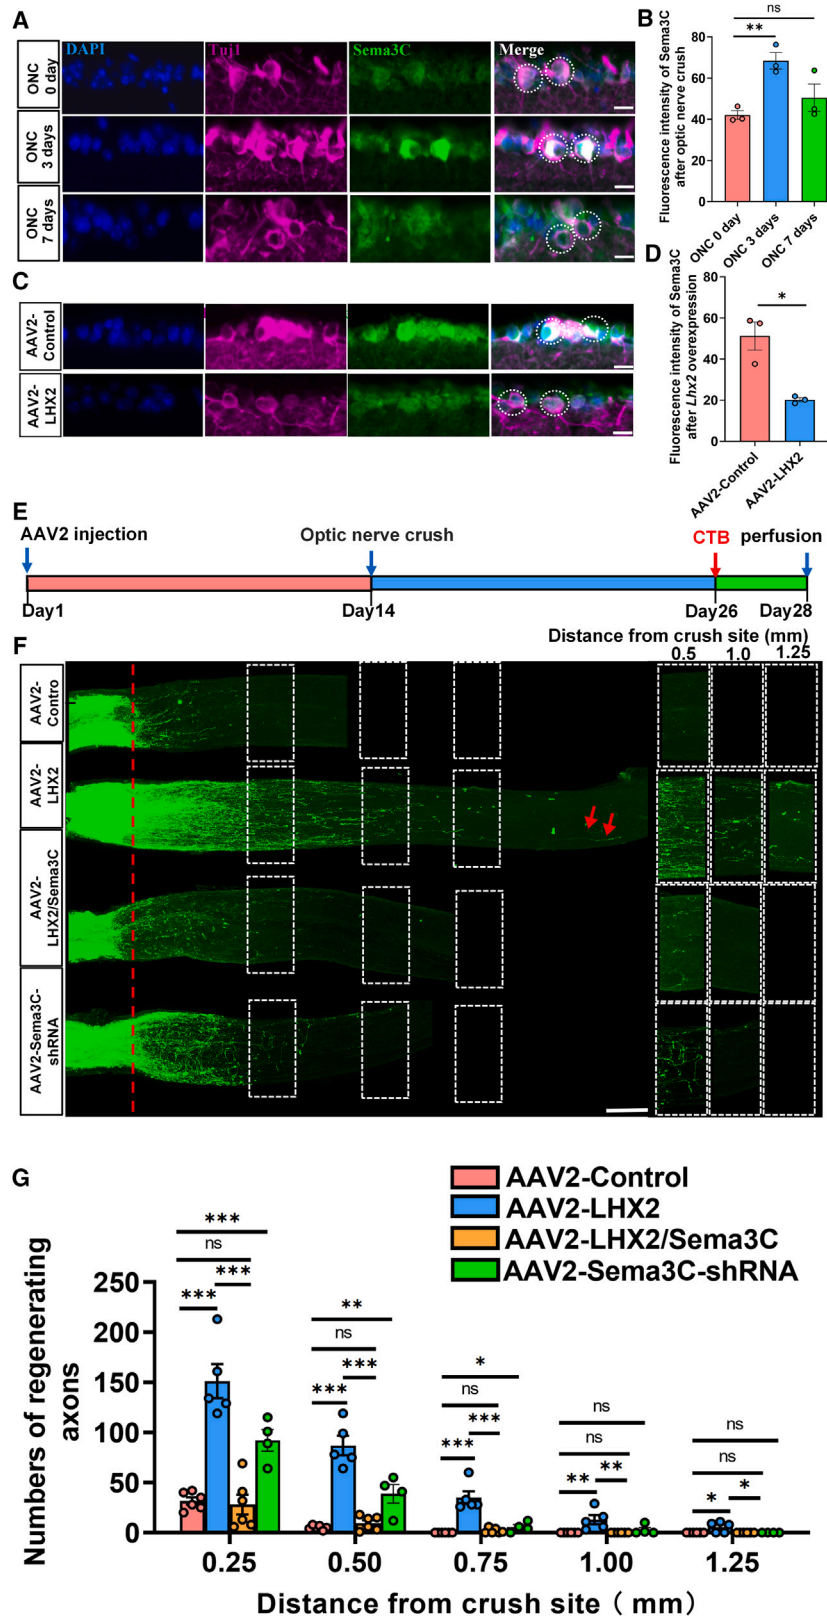 A
DAPI
Tuj1
Sema3C
Merge
ONC
0 day
ONC
3 days
ONC
7 days
B
Fluorescence intensity of Sema3C
after optic nerve crush
ns
**
80
60
40
20
0
ONC 0 day
ONC 3 days
ONC 7 days
C
AAV2-
Control
AAV2-
LHX2
D
Fluorescence intensity of Sema3C
after Lhx2 overexpression
*
80
60
40
20
0
AAV2-Control
AAV2-LHX2
E
AAV2 injection
Optic nerve crush
CTB
perfusion
Day1
Day14
Day26
Day28
F
Distance from crush site (mm)
0.5
1.0
1.25
AAV2-
Contro
AAV2-
LHX2
AAV2-
LHX2/Sema3C
AAV2-Sema3C-
shRNA
G
AAV2-Control
AAV2-LHX2
AAV2-LHX2/Sema3C
AAV2-Sema3C-shRNA
Numbers of regenerating
axons
250
200
150
100
50
0
***
ns
***
***
**
ns
***
***
*
ns
***
***
ns
ns
**
**
ns
ns
*
*
0.25
0.50
0.75
1.00
1.25
Distance from crush site ( mm)